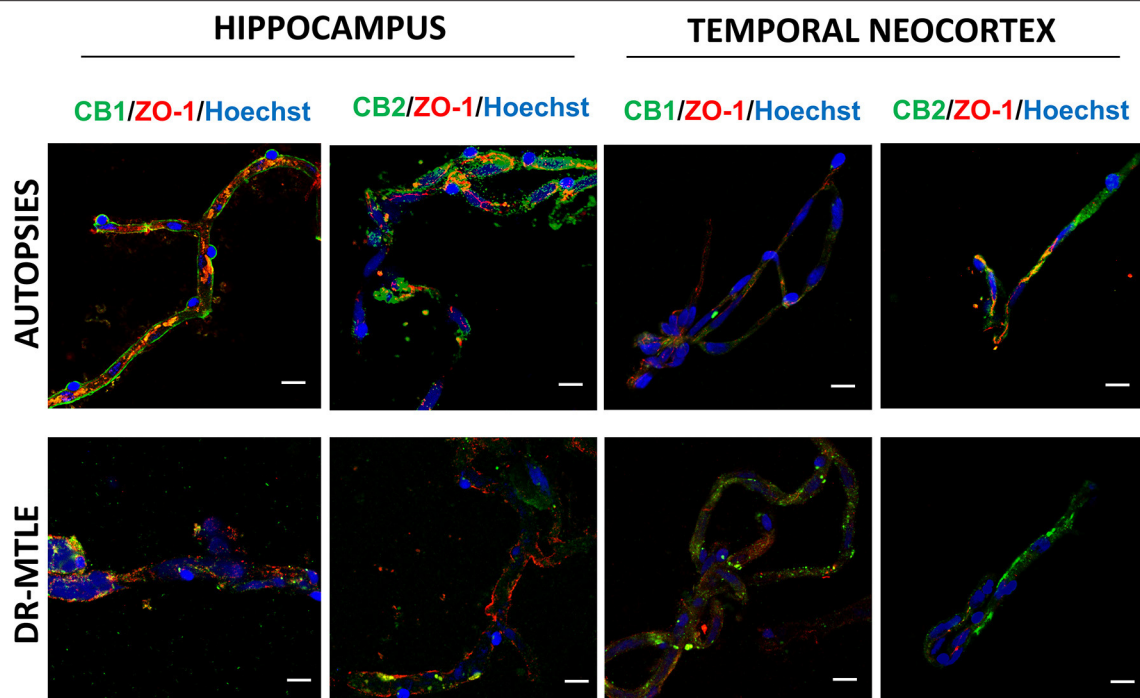 HIPPOCAMPUS
TEMPORAL NEOCORTEX
CB1/ZO-1/Hoechst
CB2/ZO-1/Hoechst
CB1/ZO-1/Hoechst
CB2/ZO-1/Hoechst
AUTOPSIES
DR-MTLE